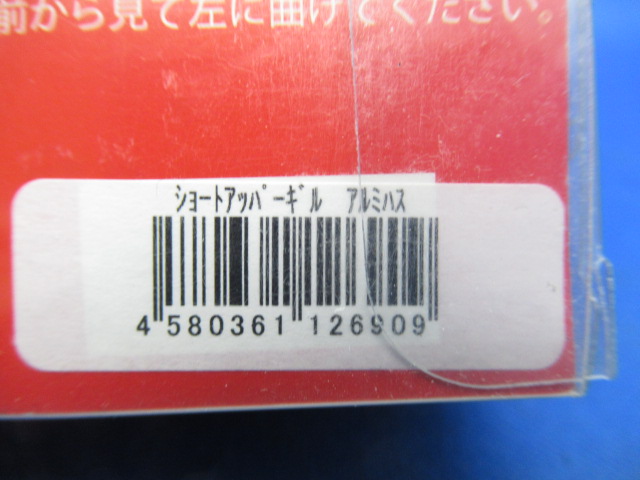 前から見て左に曲げてください。
ｼｮｰﾄｱｯﾊﾟｰｷﾞﾙ　ｱﾙﾐﾊｽ
4 580361 126909